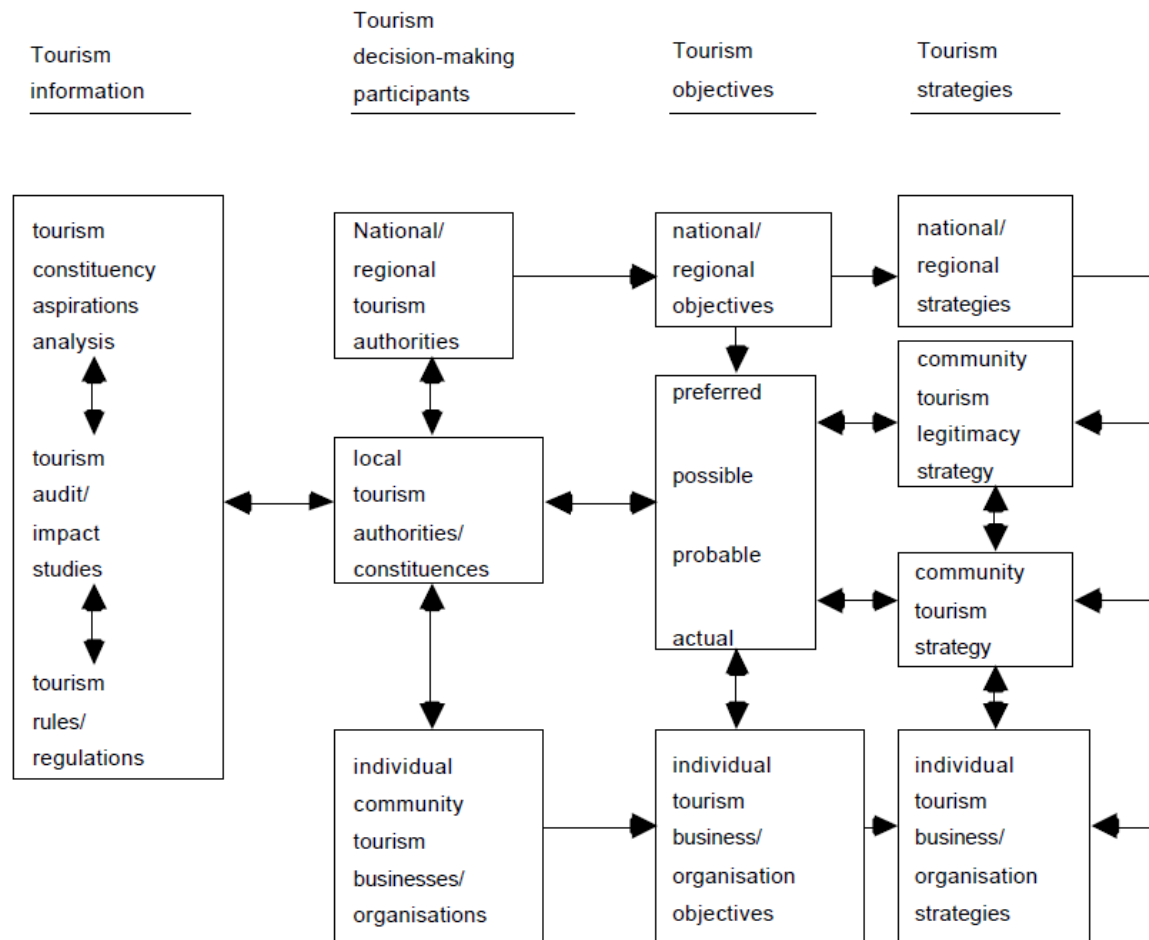 Tourism
information
Tourism
decision-making
participants
Tourism
objectives
Tourism
strategies
tourism
constituency
aspirations
analysis
tourism
audit/
impact
studies
tourism
rules/
regulations
National/
regional
tourism
authorities
local
tourism
authorities/
constituences
individual
community
tourism
businesses/
organisations
national/
regional
objectives
preferred
possible
probable
actual
individual
tourism
business/
organisation
objectives
national/
regional
strategies
community
tourism
legitimacy
strategy
community
tourism
strategy
individual
tourism
business/
organisation
strategies